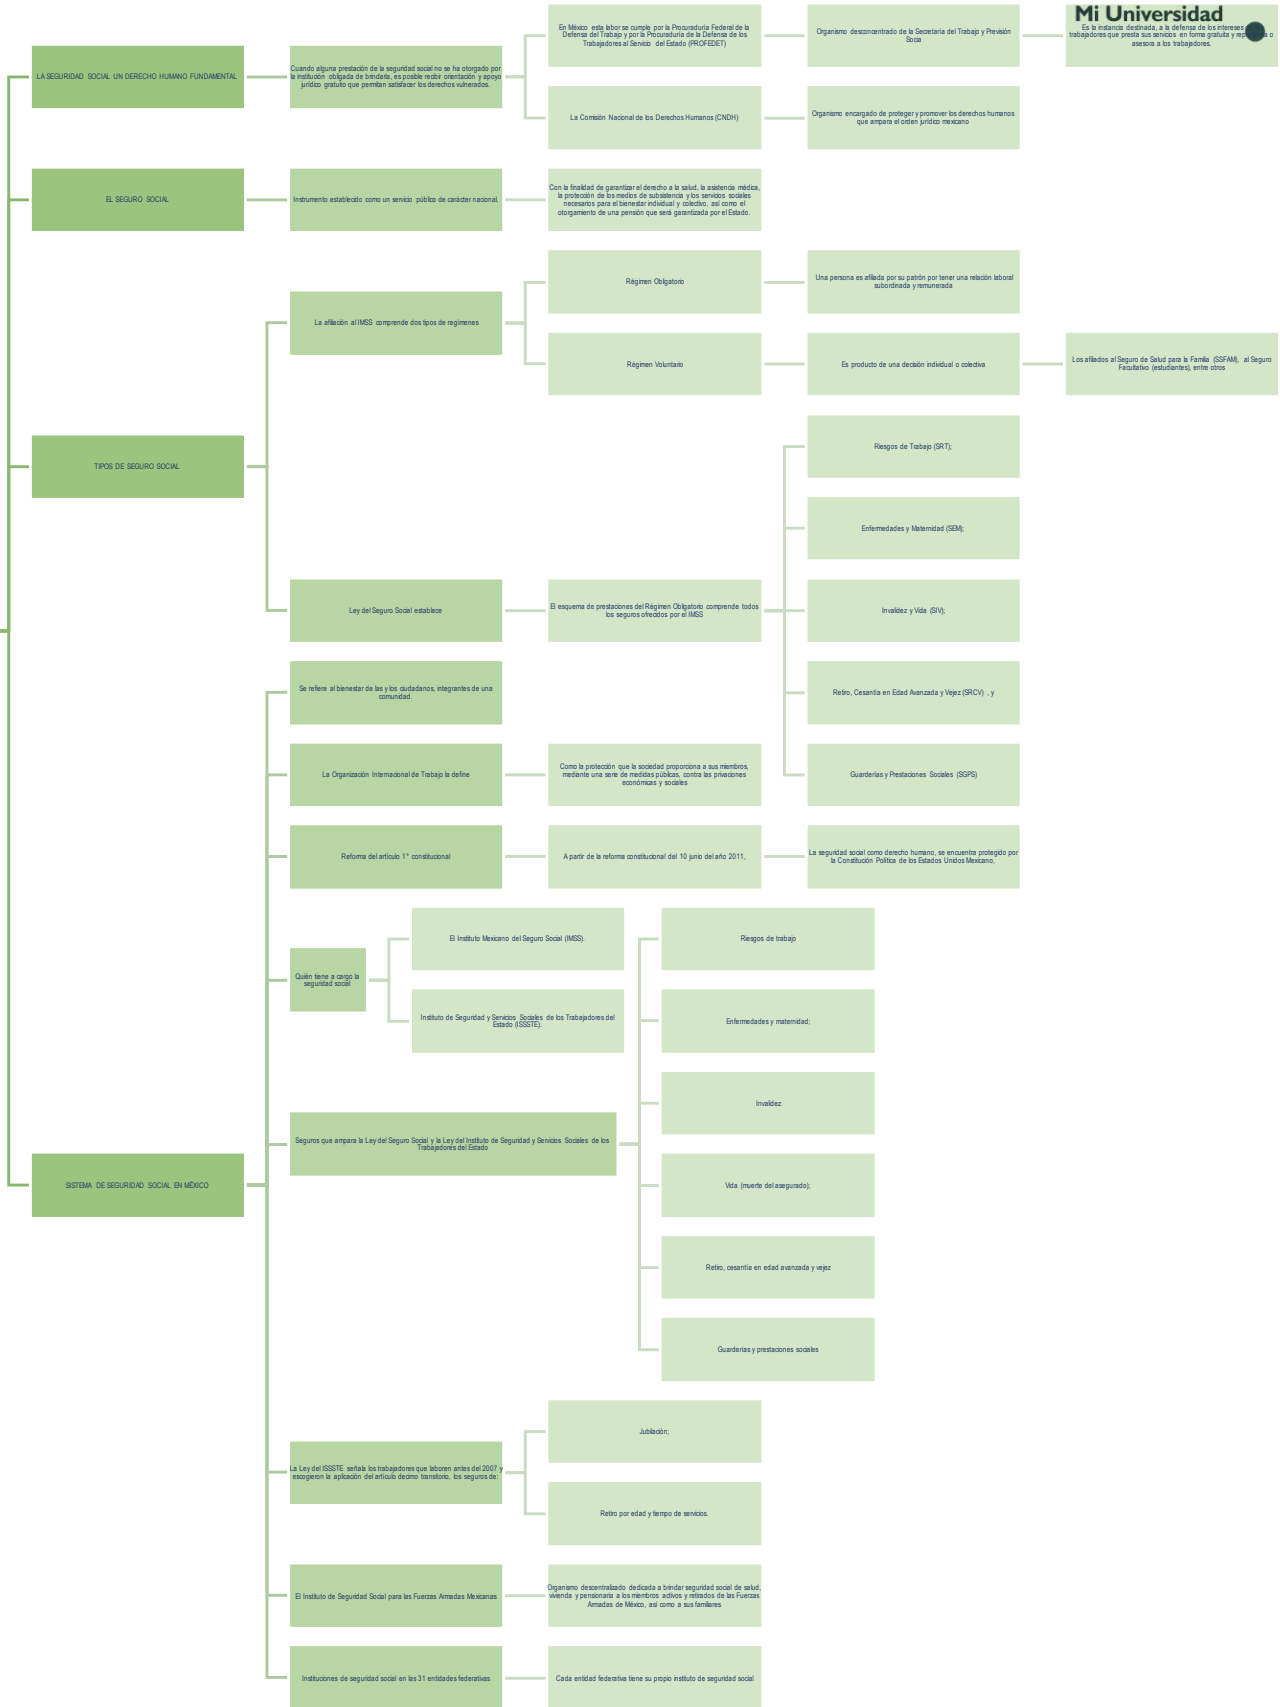 Mi Universidad
LA SEGURIDAD SOCIAL UN DERECHO HUMANO FUNDAMENTAL
Cuando alguna prestación de la seguridad social no se ha otorgado por
la institución obligada de brindarla, es posible recibir orientación y apoyo
jurídico gratuito que permitan satisfacer los derechos vulnerados.
En México esta labor se cumple por la Procuraduría Federal de la
Defensa del Trabajo y por la Procuraduría de la Defensa de los
Trabajadores al Servicio del Estado (PROFEDET)
Organismo desconcentrado de la Secretaría del Trabajo y Previsión
Socia
Es la instancia destinada, a la defensa de los intereses
trabajadores que presta sus servicios en forma gratuita y o
asesora a los trabajadores.
La Comisión Nacional de los Derechos Humanos (CNDH)
Organismo encargado de proteger y promover los derechos humanos
que ampara el orden jurídico mexicano
EL SEGURO SOCIAL
Instrumento establecido como un servicio público de carácter nacional,
Con la finalidad de garantizar el derecho a la salud, la asistencia médica,
la protección de los medios de subsistencia y los servicios sociales
necesarios para el bienestar individual y colectivo, así como el
otorgamiento de una pensión que será garantizada por el Estado.
TIPOS DE SEGURO SOCIAL
La afiliación al IMSS comprende dos tipos de regímenes
Régimen Obligatorio
Una persona es afiliada por su patrón por tener una relación laboral
subordinada y remunerada
Régimen Voluntario
Es producto de una decisión individual o colectiva
Los afiliados al Seguro de Salud para la Familia (SSFAM), al Seguro
Facultativo (estudiantes), entre otros
Ley del Seguro Social establece
El esquema de prestaciones del Régimen Obligatorio comprende todos
los seguros ofrecidos por el IMSS
Riesgos de Trabajo (SRT);
Enfermedades y Maternidad (SEM);
Invalidez y Vida (SIV);
Retiro, Cesantía en Edad Avanzada y Vejez (SRCV) , y
Guarderías y Prestaciones Sociales (SGPS)
SISTEMA DE SEGURIDAD SOCIAL EN MÉXICO
Se refiere al bienestar de las y los ciudadanos, integrantes de una
comunidad.
La Organización Internacional de Trabajo la define
Como la protección que la sociedad proporciona a sus miembros,
mediante una serie de medidas públicas, contra las privaciones
económicas y sociales
Reforma del artículo 1° constitucional
A partir de la reforma constitucional del 10 junio del año 2011,
La seguridad social como derecho humano, se encuentra protegido por
la Constitución Política de los Estados Unidos Mexicano,
Quién tiene a cargo la
seguridad social
El Instituto Mexicano del Seguro Social (IMSS).
Instituto de Seguridad y Servicios Sociales de los Trabajadores del
Estado (ISSSTE).
Seguros que ampara la Ley del Seguro Social y la Ley del Instituto de Seguridad y Servicios Sociales de los
Trabajadores del Estado
Riesgos de trabajo
Enfermedades y maternidad;
Invalidez
Vida (muerte del asegurado);
Retiro, cesantía en edad avanzada y vejez
Guarderías y prestaciones sociales
La Ley del ISSSTE señala los trabajadores que laboren antes del 2007 y
escogieron la aplicación del artículo decimo transitorio, los seguros de:
Jubilación;
Retiro por edad y tiempo de servicios.
El Instituto de Seguridad Social para las Fuerzas Armadas Mexicanas
Organismo descentralizado dedicada a brindar seguridad social de salud,
vivienda y pensionaria a los miembros activos y retirados de las Fuerzas
Armadas de México, así como a sus familiares
Instituciones de seguridad social en las 31 entidades federativas
Cada entidad federativa tiene su propio instituto de seguridad social